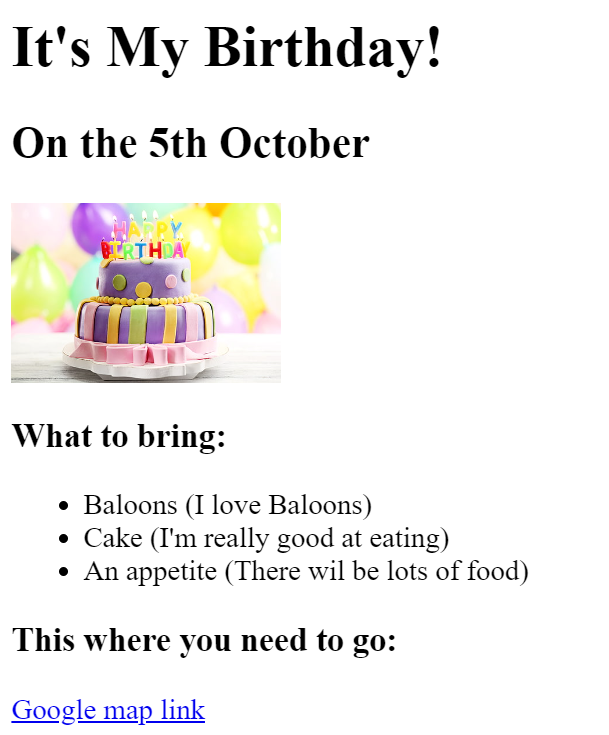 It's My Birthday!
On the 5th October
HAPPY
BIRTHDAY
What to bring:
Baloons (I love Baloons)
Cake (I'm really good at eating)
An appetite (There wil be lots of food)
This where you need to go:
Google map link